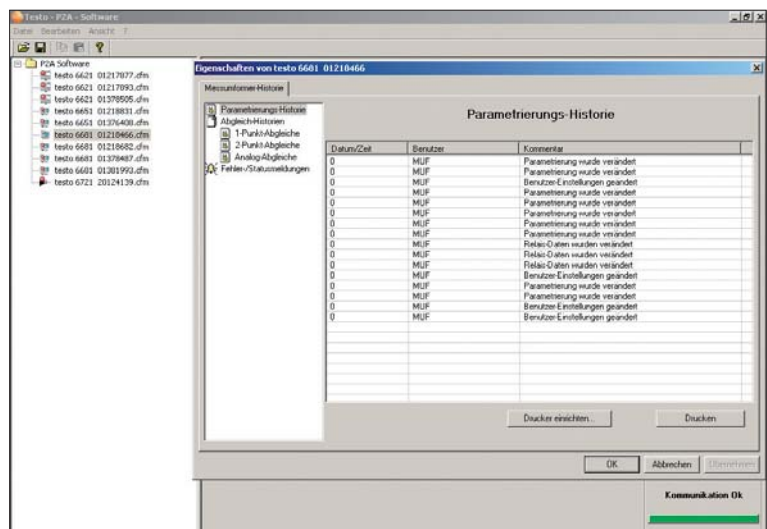 Testo - P2A - Software
Datei Bearbeiten Ansicht ?
P2A Software
testo 6621 01217877.cfm
testo 6621 01217893.cfm
testo 6621 01378505.cfm
testo 6651 01218831.cfm
testo 6651 01376408.cfm
testo 6681 01210466.cfm
testo 6681 01218682.cfm
testo 6681 01378487.cfm
testo 6681 01381993.cfm
testo 6721 20124139.cfm
Eigenschaften von testo 6681 01210466
Messumformer-Historie
Parametrierungs-Historie
Abgleich-Historien
1-Punkt-Abgleiche
2-Punkt-Abgleiche
Analog-Abgleiche
Fehler-/Statusmeldungen
Parametrierungs-Historie
Datum/Zeit Benutzer Kommentar
0 MUF Parametrierung wurde verändert
0 MUF Parametrierung wurde verändert
0 MUF Benutzer-Einstellungen geändert
0 MUF Parametrierung wurde verändert
0 MUF Parametrierung wurde verändert
0 MUF Parametrierung wurde verändert
0 MUF Parametrierung wurde verändert
0 MUF Parametrierung wurde verändert
0 MUF Relais-Daten wurden verändert
0 MUF Relais-Daten wurden verändert
0 MUF Relais-Daten wurden verändert
0 MUF Benutzer-Einstellungen geändert
0 MUF Parametrierung wurde verändert
0 MUF Parametrierung wurde verändert
0 MUF Benutzer-Einstellungen geändert
0 MUF Benutzer-Einstellungen geändert
Drucker einrichten... Drucken
OK Abbrechen Übernehmen
Kommunikation Ok